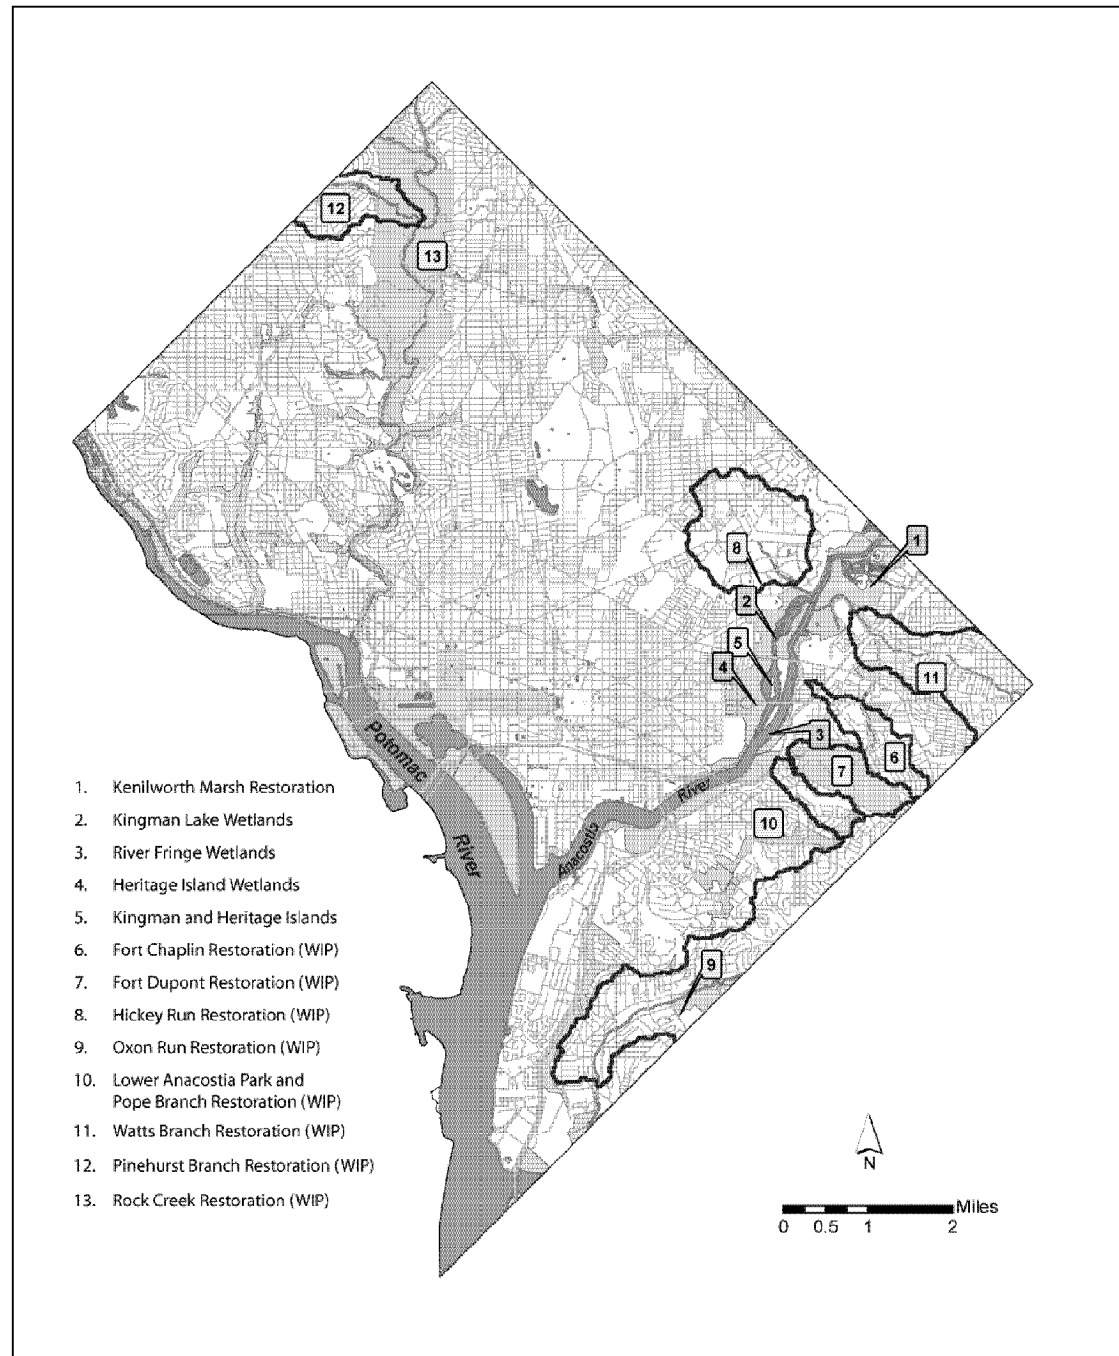 12
13
1
8
2
5
4
11
3
6
7
10
9
Potomac
River
Anacostia
River
1. Kenilworth Marsh Restoration
2. Kingman Lake Wetlands
3. River Fringe Wetlands
4. Heritage Island Wetlands
5. Kingman and Heritage Islands
6. Fort Chaplin Restoration (WIP)
7. Fort Dupont Restoration (WIP)
8. Hickey Run Restoration (WIP)
9. Oxon Run Restoration (WIP)
10. Lower Anacostia Park and
Pope Branch Restoration (WIP)
11. Watts Branch Restoration (WIP)
12. Pinehurst Branch Restoration (WIP)
13. Rock Creek Restoration (WIP)
N
Miles
0 0.5 1 2